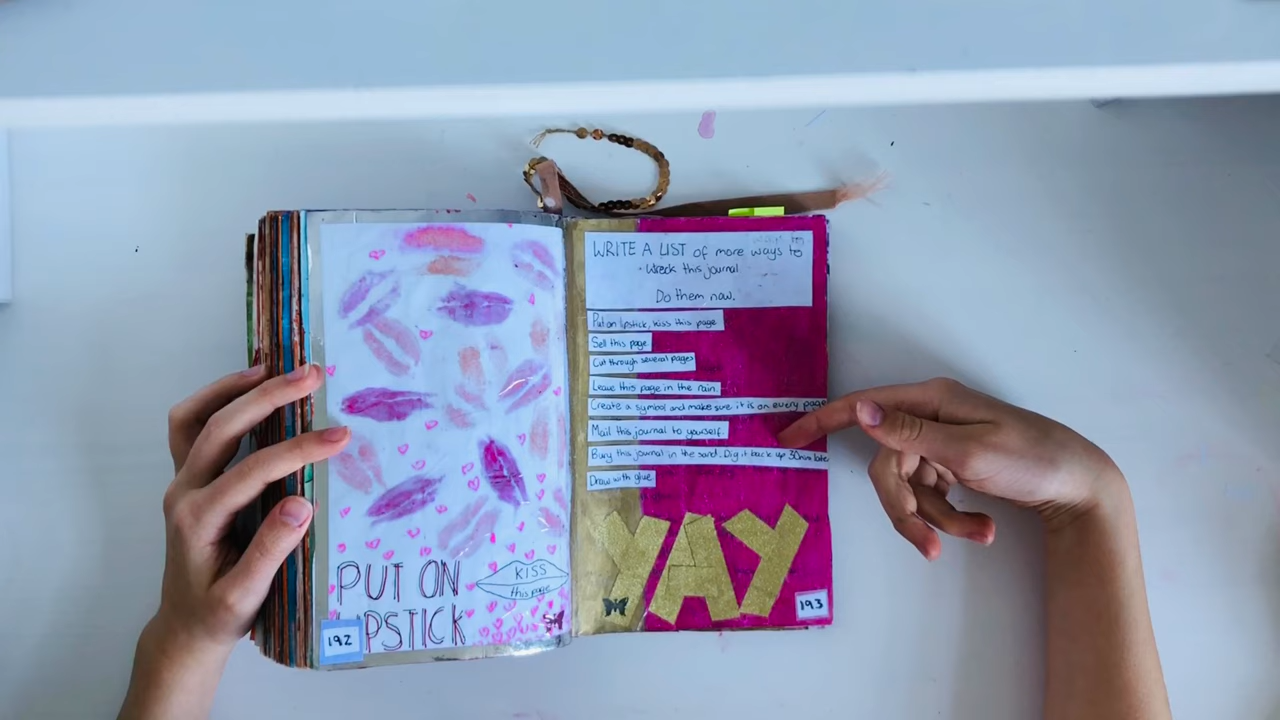 PUT ON
LIPSTICK
KISS
this page
192
WRITE A LIST of more ways to
· Wreck this journal
Do them now.
Put on lipstick, kiss this page
Sell this page
Cut through several pages
Leave this page in the rain.
Create a symbol and make sure it is on every page
Mail this journal to yourself.
Bury this journal in the sand. Dig it back up 30min late
Draw with glue
YAY
193